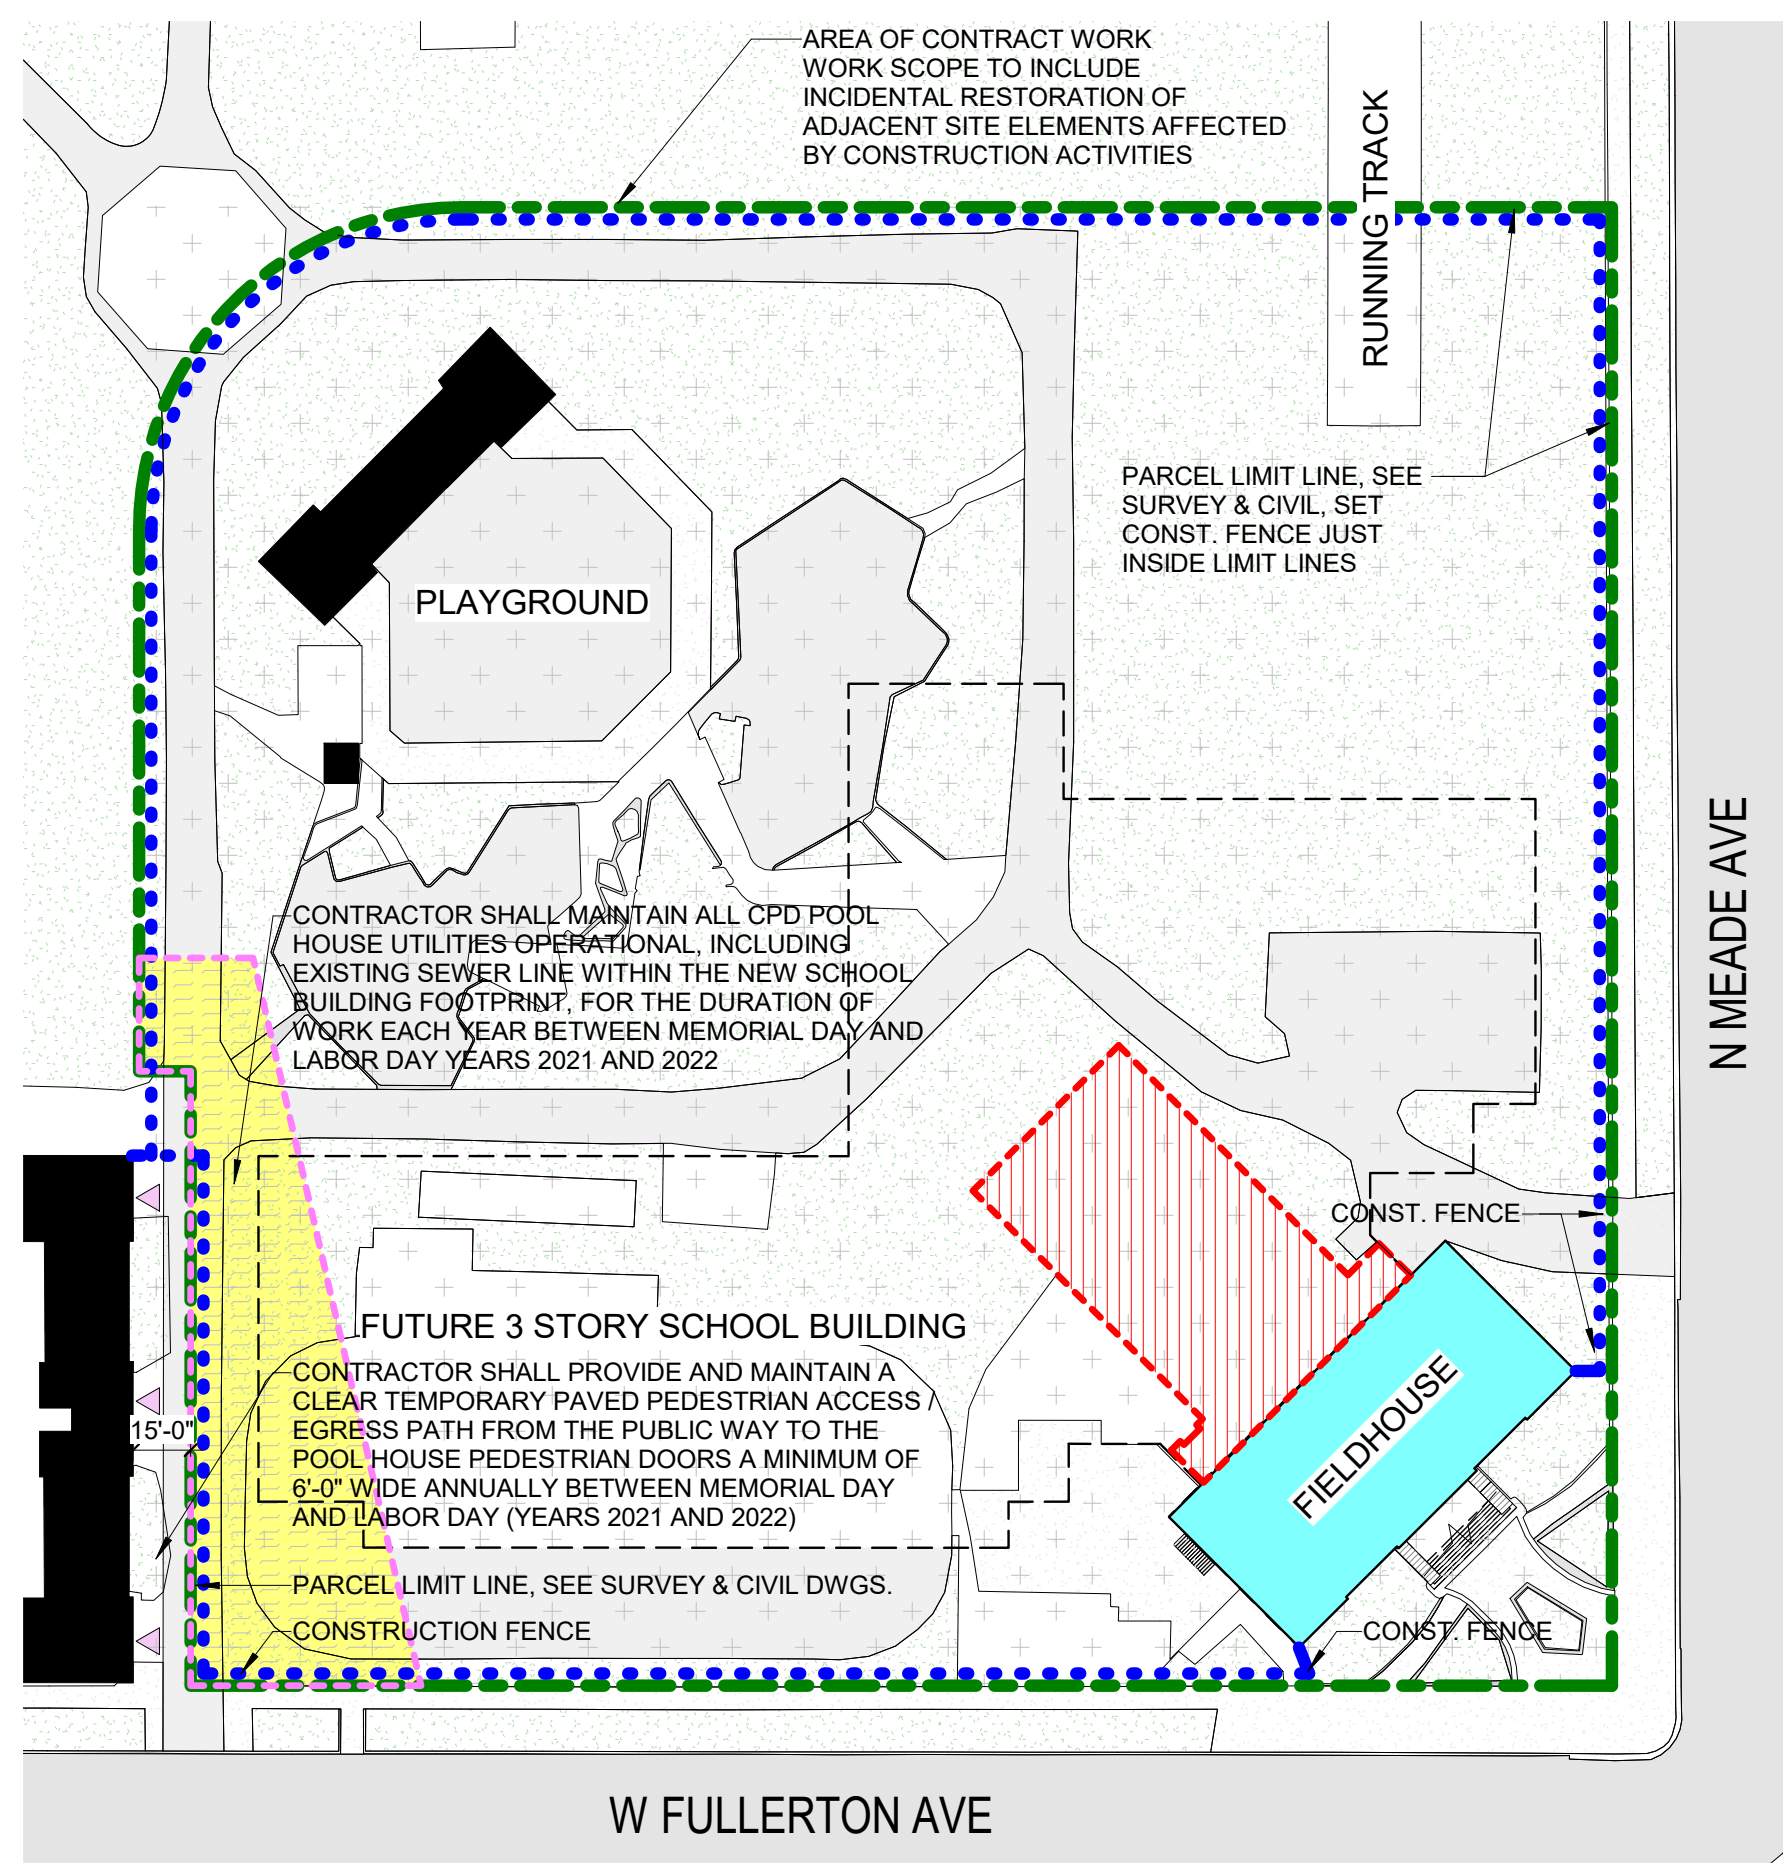 AREA OF CONTRACT WORK
WORK SCOPE TO INCLUDE
INCIDENTAL RESTORATION OF
ADJACENT SITE ELEMENTS AFFECTED
BY CONSTRUCTION ACTIVITIES
RUNNING TRACK
PARCEL LIMIT LINE, SEE
SURVEY & CIVIL, SET
CONST. FENCE JUST
INSIDE LIMIT LINES
PLAYGROUND
N MEADE AVE
CONTRACTOR SHALL MAINTAIN ALL CPD POOL
HOUSE UTILITIES OPERATIONAL, INCLUDING
EXISTING SEWER LINE WITHIN THE NEW SCHOOL
BUILDING FOOTPRINT, FOR THE DURATION OF
WORK EACH YEAR BETWEEN MEMORIAL DAY AND
LABOR DAY YEARS 2021 AND 2022
CONST. FENCE
FUTURE 3 STORY SCHOOL BUILDING
CONTRACTOR SHALL PROVIDE AND MAINTAIN A
CLEAR TEMPORARY PAVED PEDESTRIAN ACCESS /
EGRESS PATH FROM THE PUBLIC WAY TO THE
POOL HOUSE PEDESTRIAN DOORS A MINIMUM OF
6'-0" WIDE ANNUALLY BETWEEN MEMORIAL DAY
AND LABOR DAY (YEARS 2021 AND 2022)
15'-0"
FIELDHOUSE
PARCEL LIMIT LINE, SEE SURVEY & CIVIL DWGS.
CONSTRUCTION FENCE
CONST. FENCE
W FULLERTON AVE